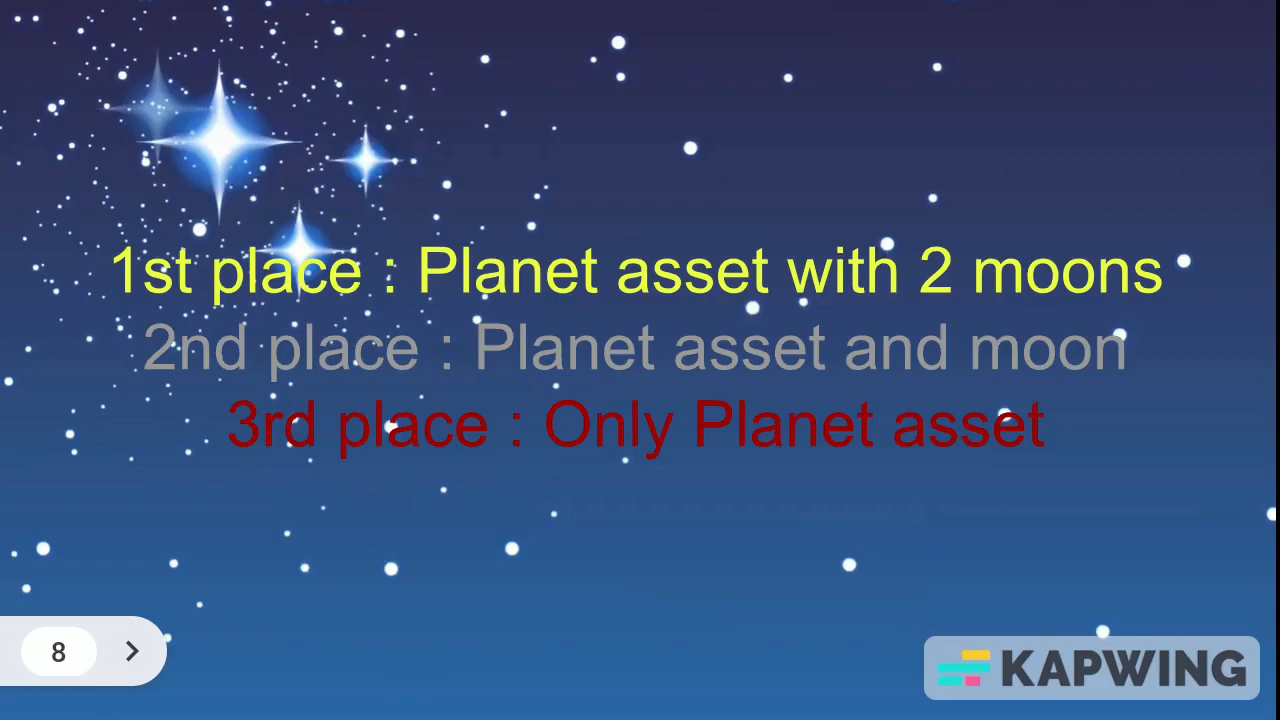 1st place : Planet asset with 2 moons
2nd place : Planet asset and moon
3rd place : Only Planet asset
8
KAPWING